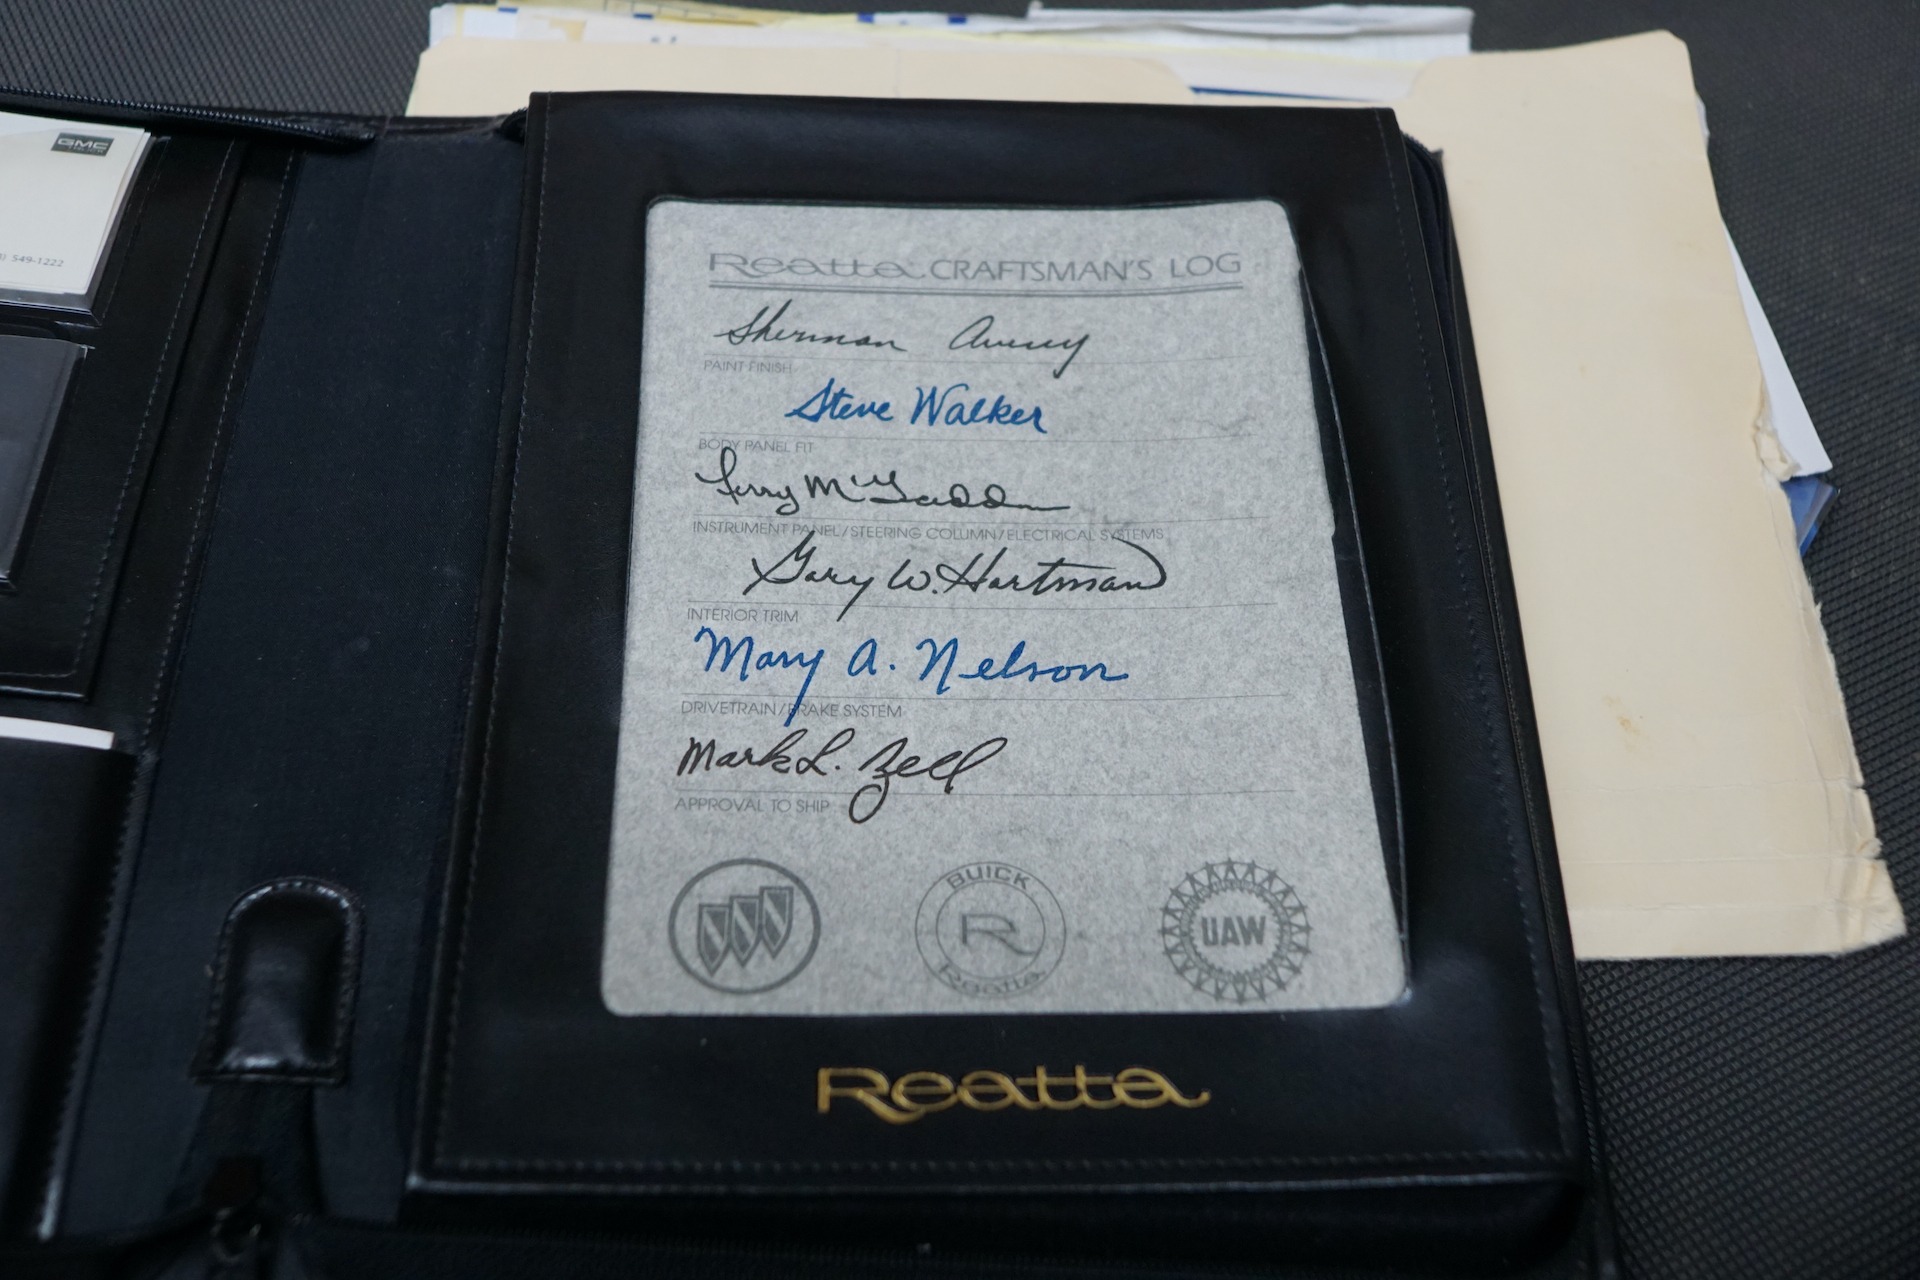 GMC
549-1222
Reatta CRAFTSMAN'S LOG
Sherman Avery
PAINT FINISH
Steve Walker
BODY PANEL FIT
Terry McFadden
INSTRUMENT PANEL/STEERING COLUMN/ELECTRICAL SYSTEMS
Gary W. Hartman
INTERIOR TRIM
Mary A. Nelson
DRIVETRAIN/BRAKE SYSTEM
Mark L. Zell
APPROVAL TO SHIP
BUICK
R
Reatta
UAW
Reatta